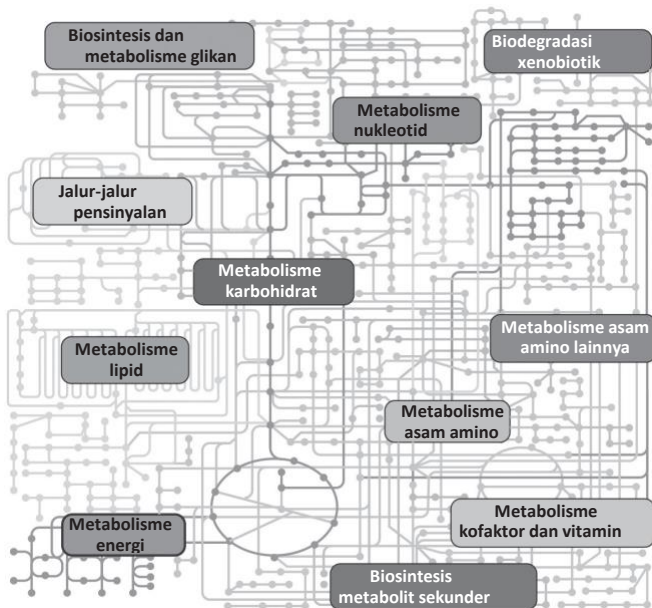 Biosintesis dan
metabolisme glikan
Biodegradasi
xenobiotik
Metabolisme
nukleotid
Jalur-jalur
pensinyalan
Metabolisme
karbohidrat
Metabolisme asam
amino lainnya
Metabolisme
lipid
Metabolisme
asam amino
Metabolisme
kofaktor dan vitamin
Metabolisme
energi
Biosintesis
metabolit sekunder